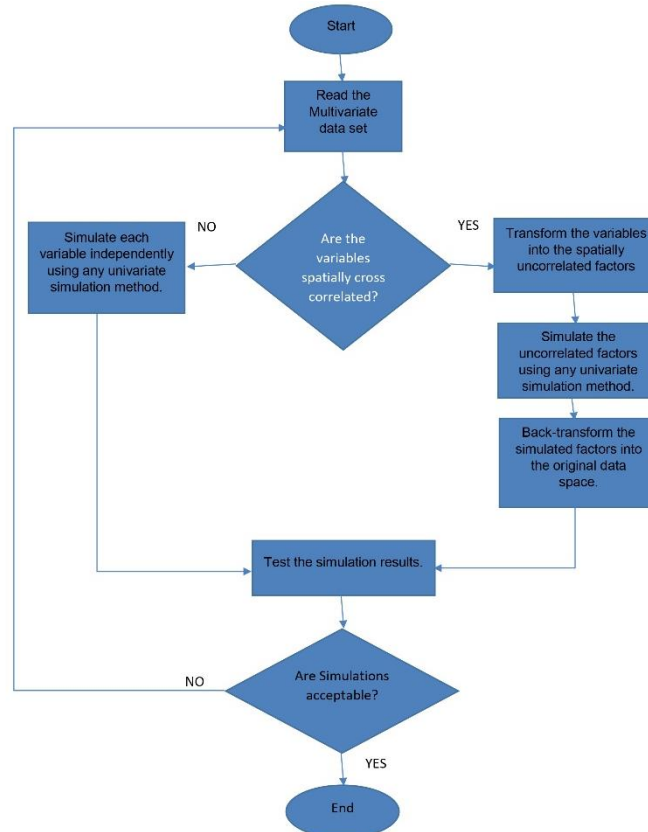 Start
Read the
Multivariate
data set
Are the
variables
spatially cross
correlated?
NO
Simulate each
variable independently
using any univariate
simulation method.
YES
Transform the variables
into the spatially
uncorrelated factors
Simulate the
uncorrelated factors
using any univariate
simulation method.
Back-transform the
simulated factors into
the original data
space.
Test the simulation results.
Are Simulations
acceptable?
NO
YES
End